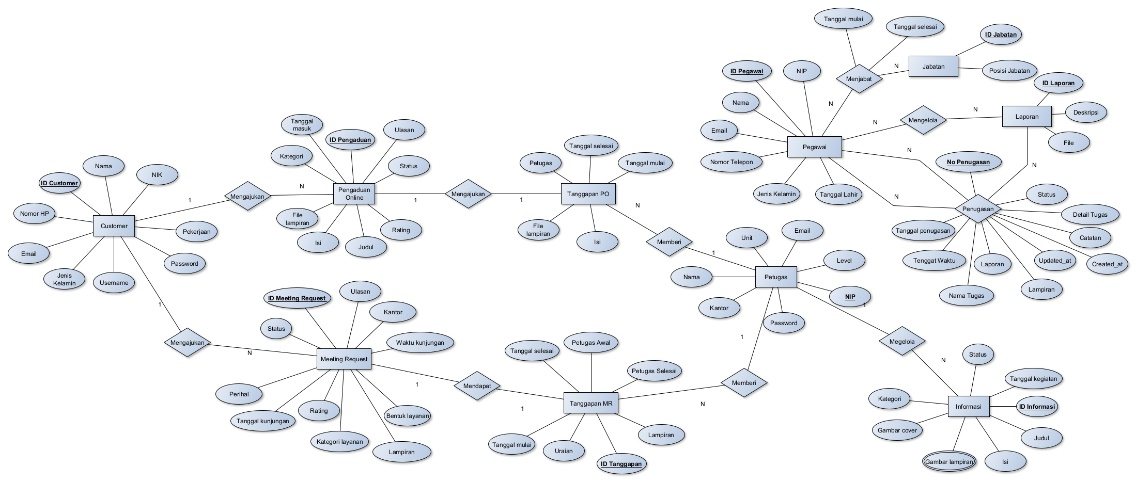 Tanggal mulai
Tanggal selesai
ID Jabatan
Menjabat
N
Jabatan
Posisi Jabatan
ID Pegawai
NIP
N
Nama
Email
Nomor Telepon
Pegawai
Jenis Kelamin
Tanggal Lahir
N
Mengelola
N
ID Laporan
Laporan
Deskripsi
File
N
N
N
No Penugasan
Penugasan
Status
Detail Tugas
Catatan
Created_at
Updated_at
Lampiran
Laporan
Nama Tugas
Tenggat Waktu
Tanggal penugasan
Nama
NIK
ID Customer
Nomor HP
Customer
Pekerjaan
Email
Jenis
Kelamin
Username
Password
1
Mengajukan
N
Tanggal
masuk
ID Pengaduan
Ulasan
Kategori
Status
Pengaduan
Online
File
lampiran
Isi
Judul
Rating
1
Mengajukan
1
Petugas
Tanggal selesai
Tanggal mulai
Tanggapan PO
File
lampiran
Isi
N
Memberi
1
Unit
Email
Level
Nama
Petugas
Kantor
Password
NIP
1
Mengajukan
N
ID Meeting Request
Ulasan
Kantor
Status
Waktu kunjungan
Meeting Request
Perihal
Tanggal kunjungan
Rating
Kategori layanan
Bentuk layanan
Lampiran
1
Mendapat
1
Tanggal selesai
Petugas Awal
Petugas Selesai
Tanggapan MR
Tanggal mulai
Uraian
ID Tanggapan
Lampiran
N
Memberi
1
1
Megelola
N
Status
Tanggal kegiatan
Kategori
Informasi
ID Informasi
Gambar cover
Judul
Gambar lampiran
Isi